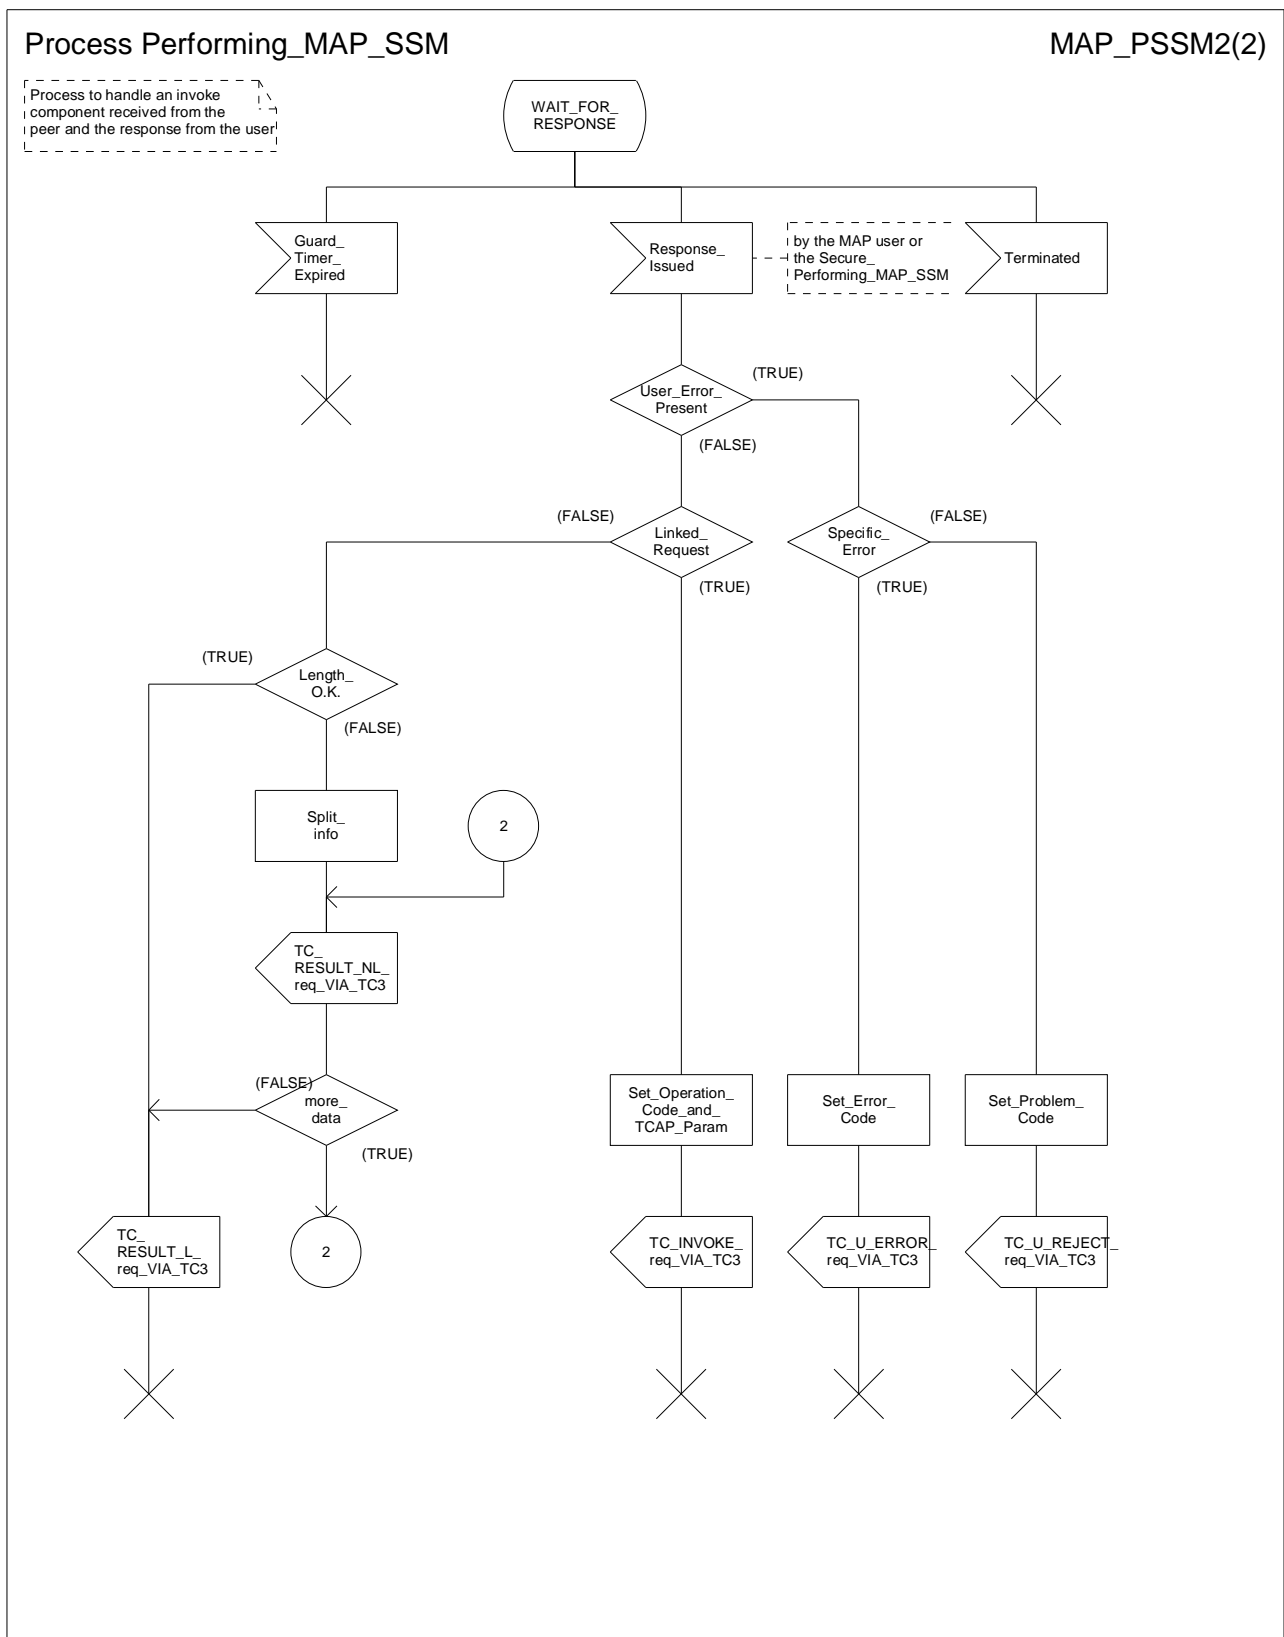 Process Performing_MAP_SSM
MAP_PSSM2(2)
Process to handle an invoke
component received from the
peer and the response from the user
WAIT_FOR_
RESPONSE
Guard_
Timer_
Expired
Response_
Issued
by the MAP user or
the Secure_
Performing_MAP_SSM
Terminated
User_Error_
Present
(TRUE)
(FALSE)
(FALSE)
Linked_
Request
(TRUE)
Specific_
Error
(FALSE)
(TRUE)
(TRUE)
Length_
O.K.
(FALSE)
Split_
info
2
TC_
RESULT_NL_
req_VIA_TC3
(FALSE)
more_
data
(TRUE)
Set_Operation_
Code_and_
TCAP_Param
Set_Error_
Code
Set_Problem_
Code
TC_
RESULT_L_
req_VIA_TC3
2
TC_INVOKE_
req_VIA_TC3
TC_U_ERROR_
req_VIA_TC3
TC_U_REJECT_
req_VIA_TC3